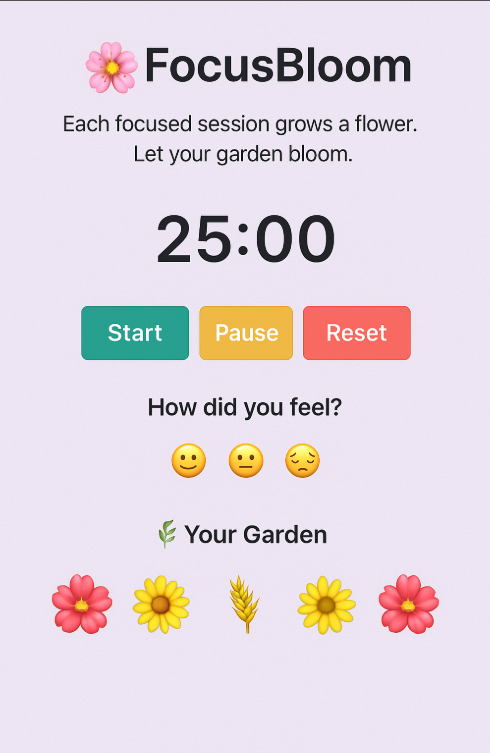 FocusBloom
Each focused session grows a flower.
Let your garden bloom.
25:00
Start Pause Reset
How did you feel?
Your Garden